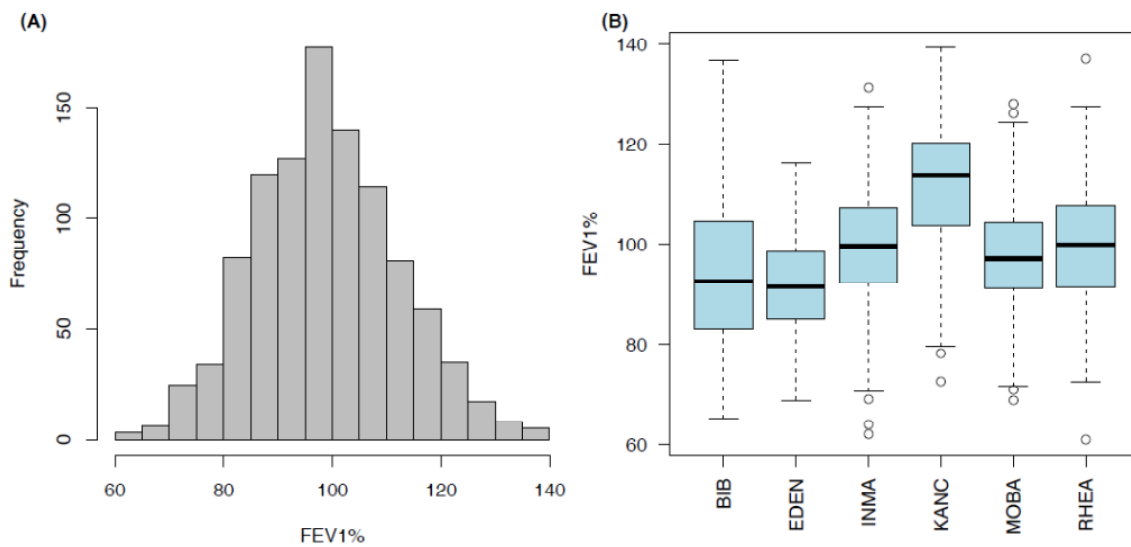 (A)
Frequency
0
50
100
150
60
80
100
120
140
FEV1%
(B)
FEV1%
60
80
100
120
140
BIB
EDEN
INMA
KANC
MOBA
RHEA